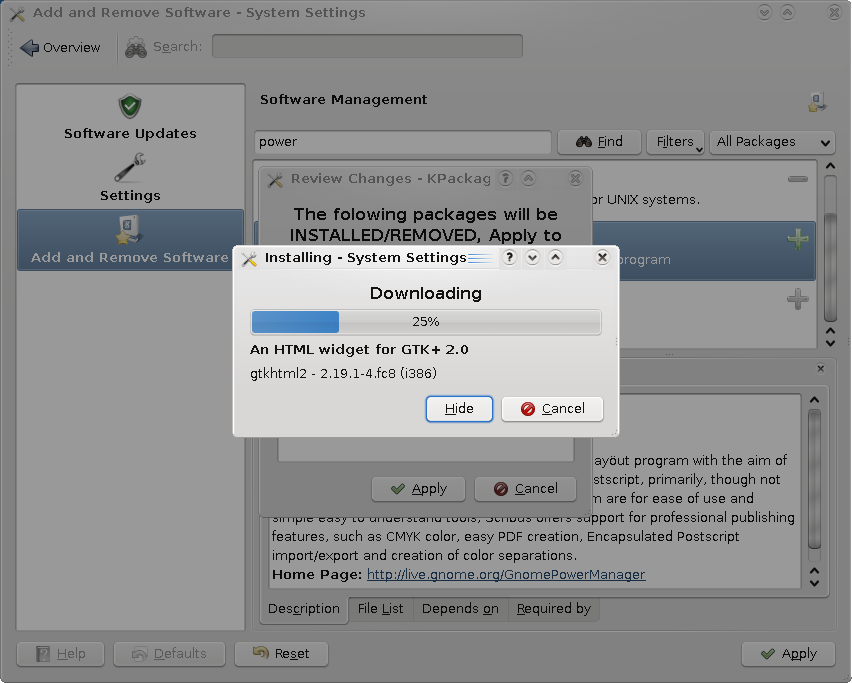 Add and Remove Software - System Settings
Overview
Search:
Software Updates
Settings
Add and Remove Software
Software Management
power
Find
Filters
All Packages
Review Changes - KPackag
The folowing packages will be
INSTALLED/REMOVED, Apply to
or UNIX systems.
program
Installing - System Settings
Downloading
25%
An HTML widget for GTK+ 2.0
gtkhtml2 - 2.19.1-4.fc8 (i386)
Hide
Cancel
Apply
Cancel
layout program with the aim of
stscript, primarily, though not
m are for ease of use and
simple easy to understand tools, Scribus offers support for professional publishing
features, such as CMYK color, easy PDF creation, Encapsulated Postscript
import/export and creation of color separations.
Home Page: http://live.gnome.org/GnomePowerManager
Description
File List
Depends on
Required by
Help
Defaults
Reset
Apply